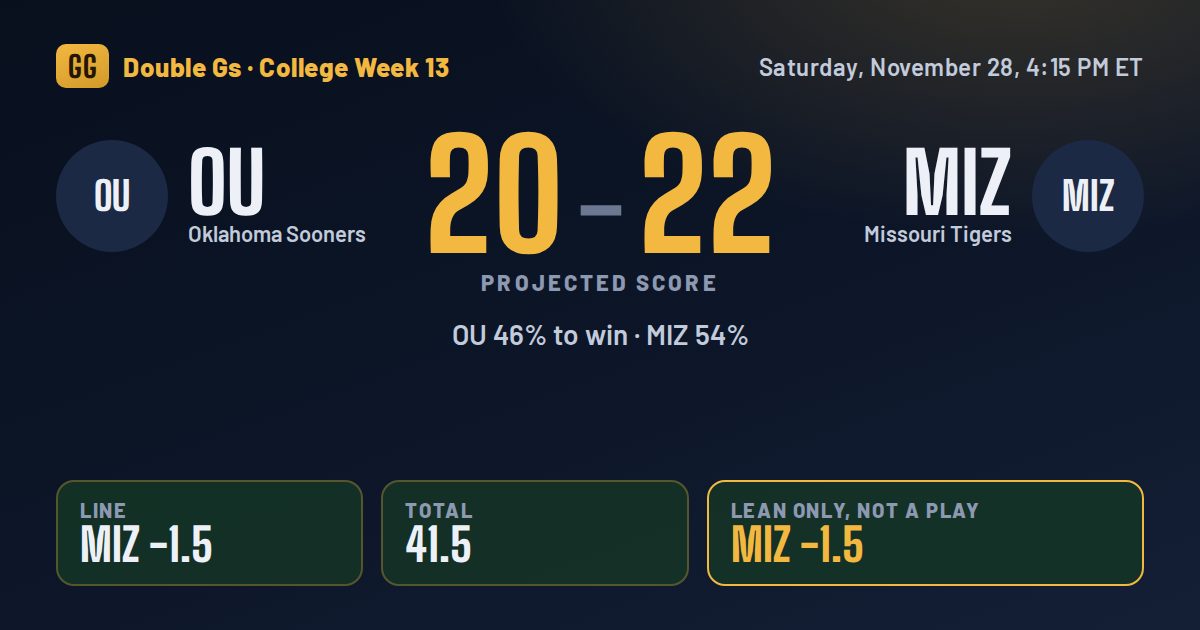 GG
Double Gs · College Week 13
Saturday, November 28, 4:15 PM ET
OU
OU
Oklahoma Sooners
20 – 22
MIZ
Missouri Tigers
MIZ
PROJECTED SCORE
OU 46% to win · MIZ 54%
LINE
MIZ −1.5
TOTAL
41.5
LEAN ONLY, NOT A PLAY
MIZ −1.5